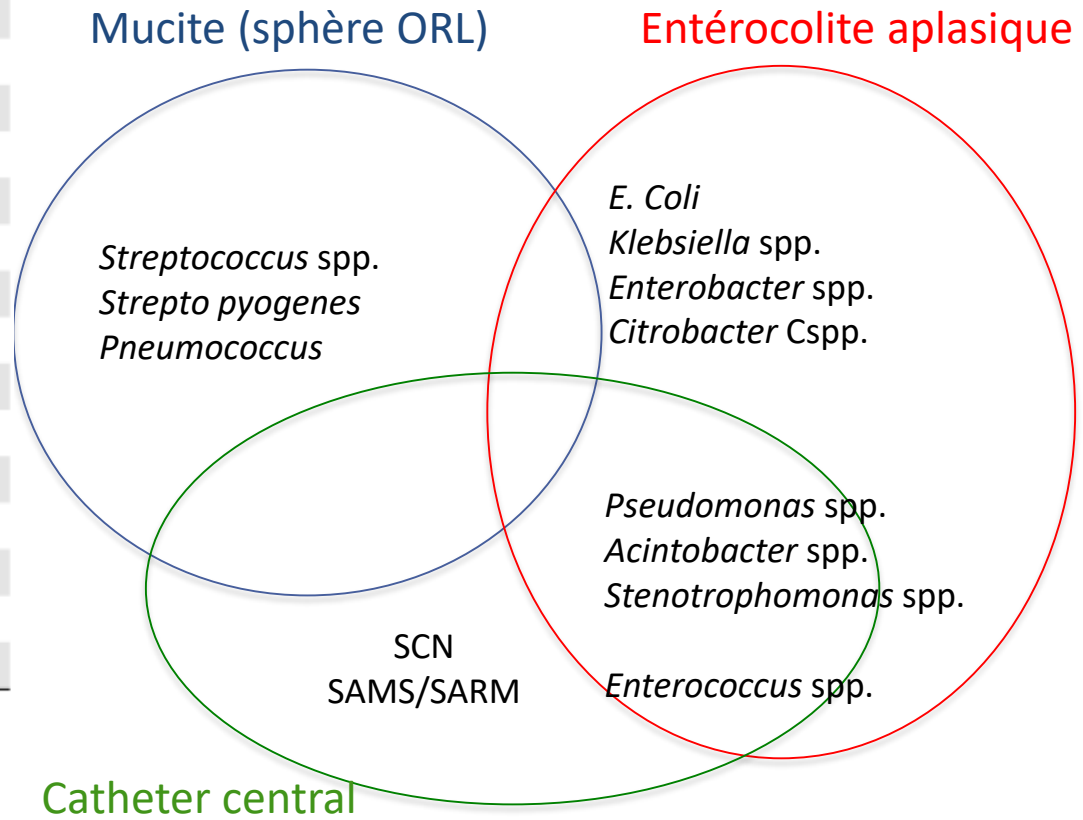 Mucite (sphère ORL)
Entérocolite aplasique
Streptococcus spp.
Strepto pyogenes
Pneumococcus
E. Coli
Klebsiella spp.
Enterobacter spp.
Citrobacter Cspp.
Pseudomonas spp.
Acintobacter spp.
Stenotrophomonas spp.
Enterococcus spp.
SCN
SAMS/SARM
Catheter central